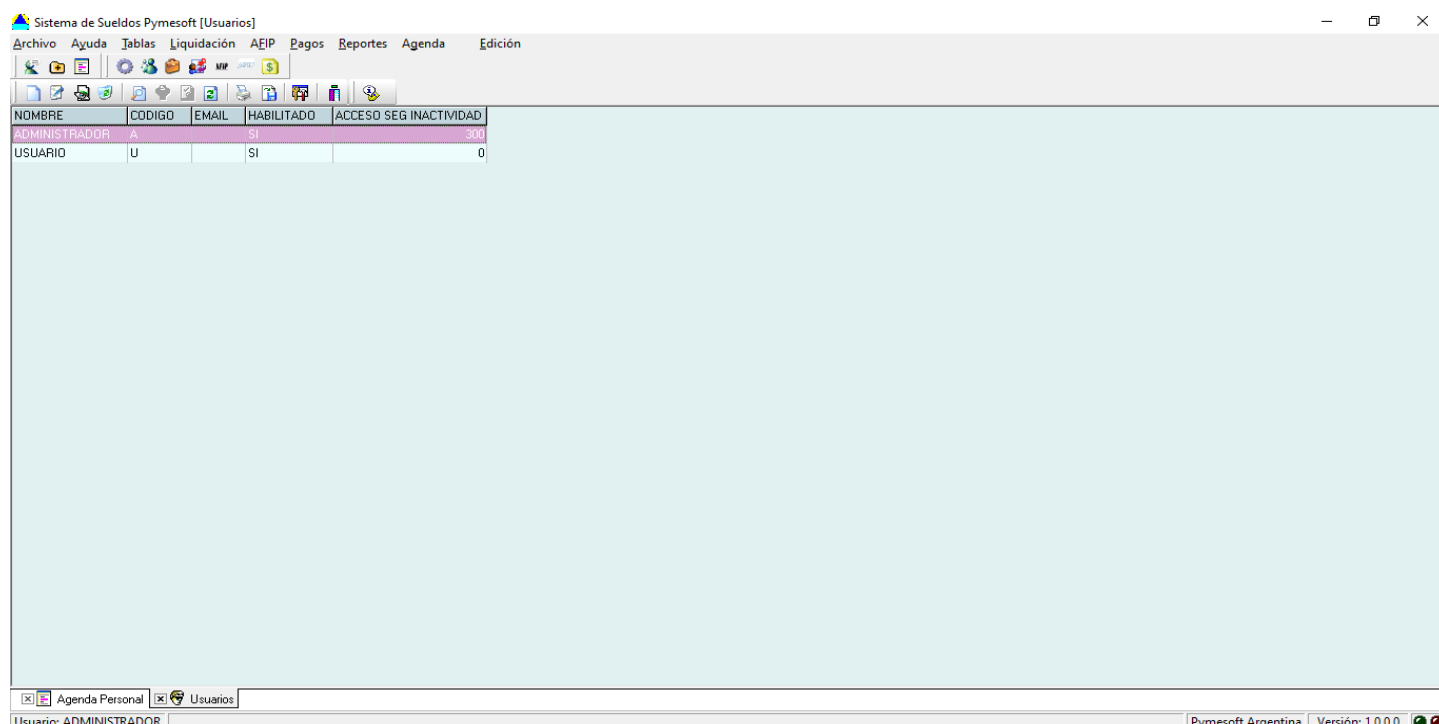 Sistema de Sueldos Pymesoft [Usuarios]
Archivo Ayuda Tablas Liquidación AFIP Pagos Reportes Agenda Edición
AFIP
NOMBRE CODIGO EMAIL HABILITADO ACCESO SEG INACTIVIDAD
ADMINISTRADOR A SI 300
USUARIO U SI 0
Agenda Personal Usuarios
Usuario: ADMINISTRADOR Pymesoft Argentina Versión: 1.0.0.0